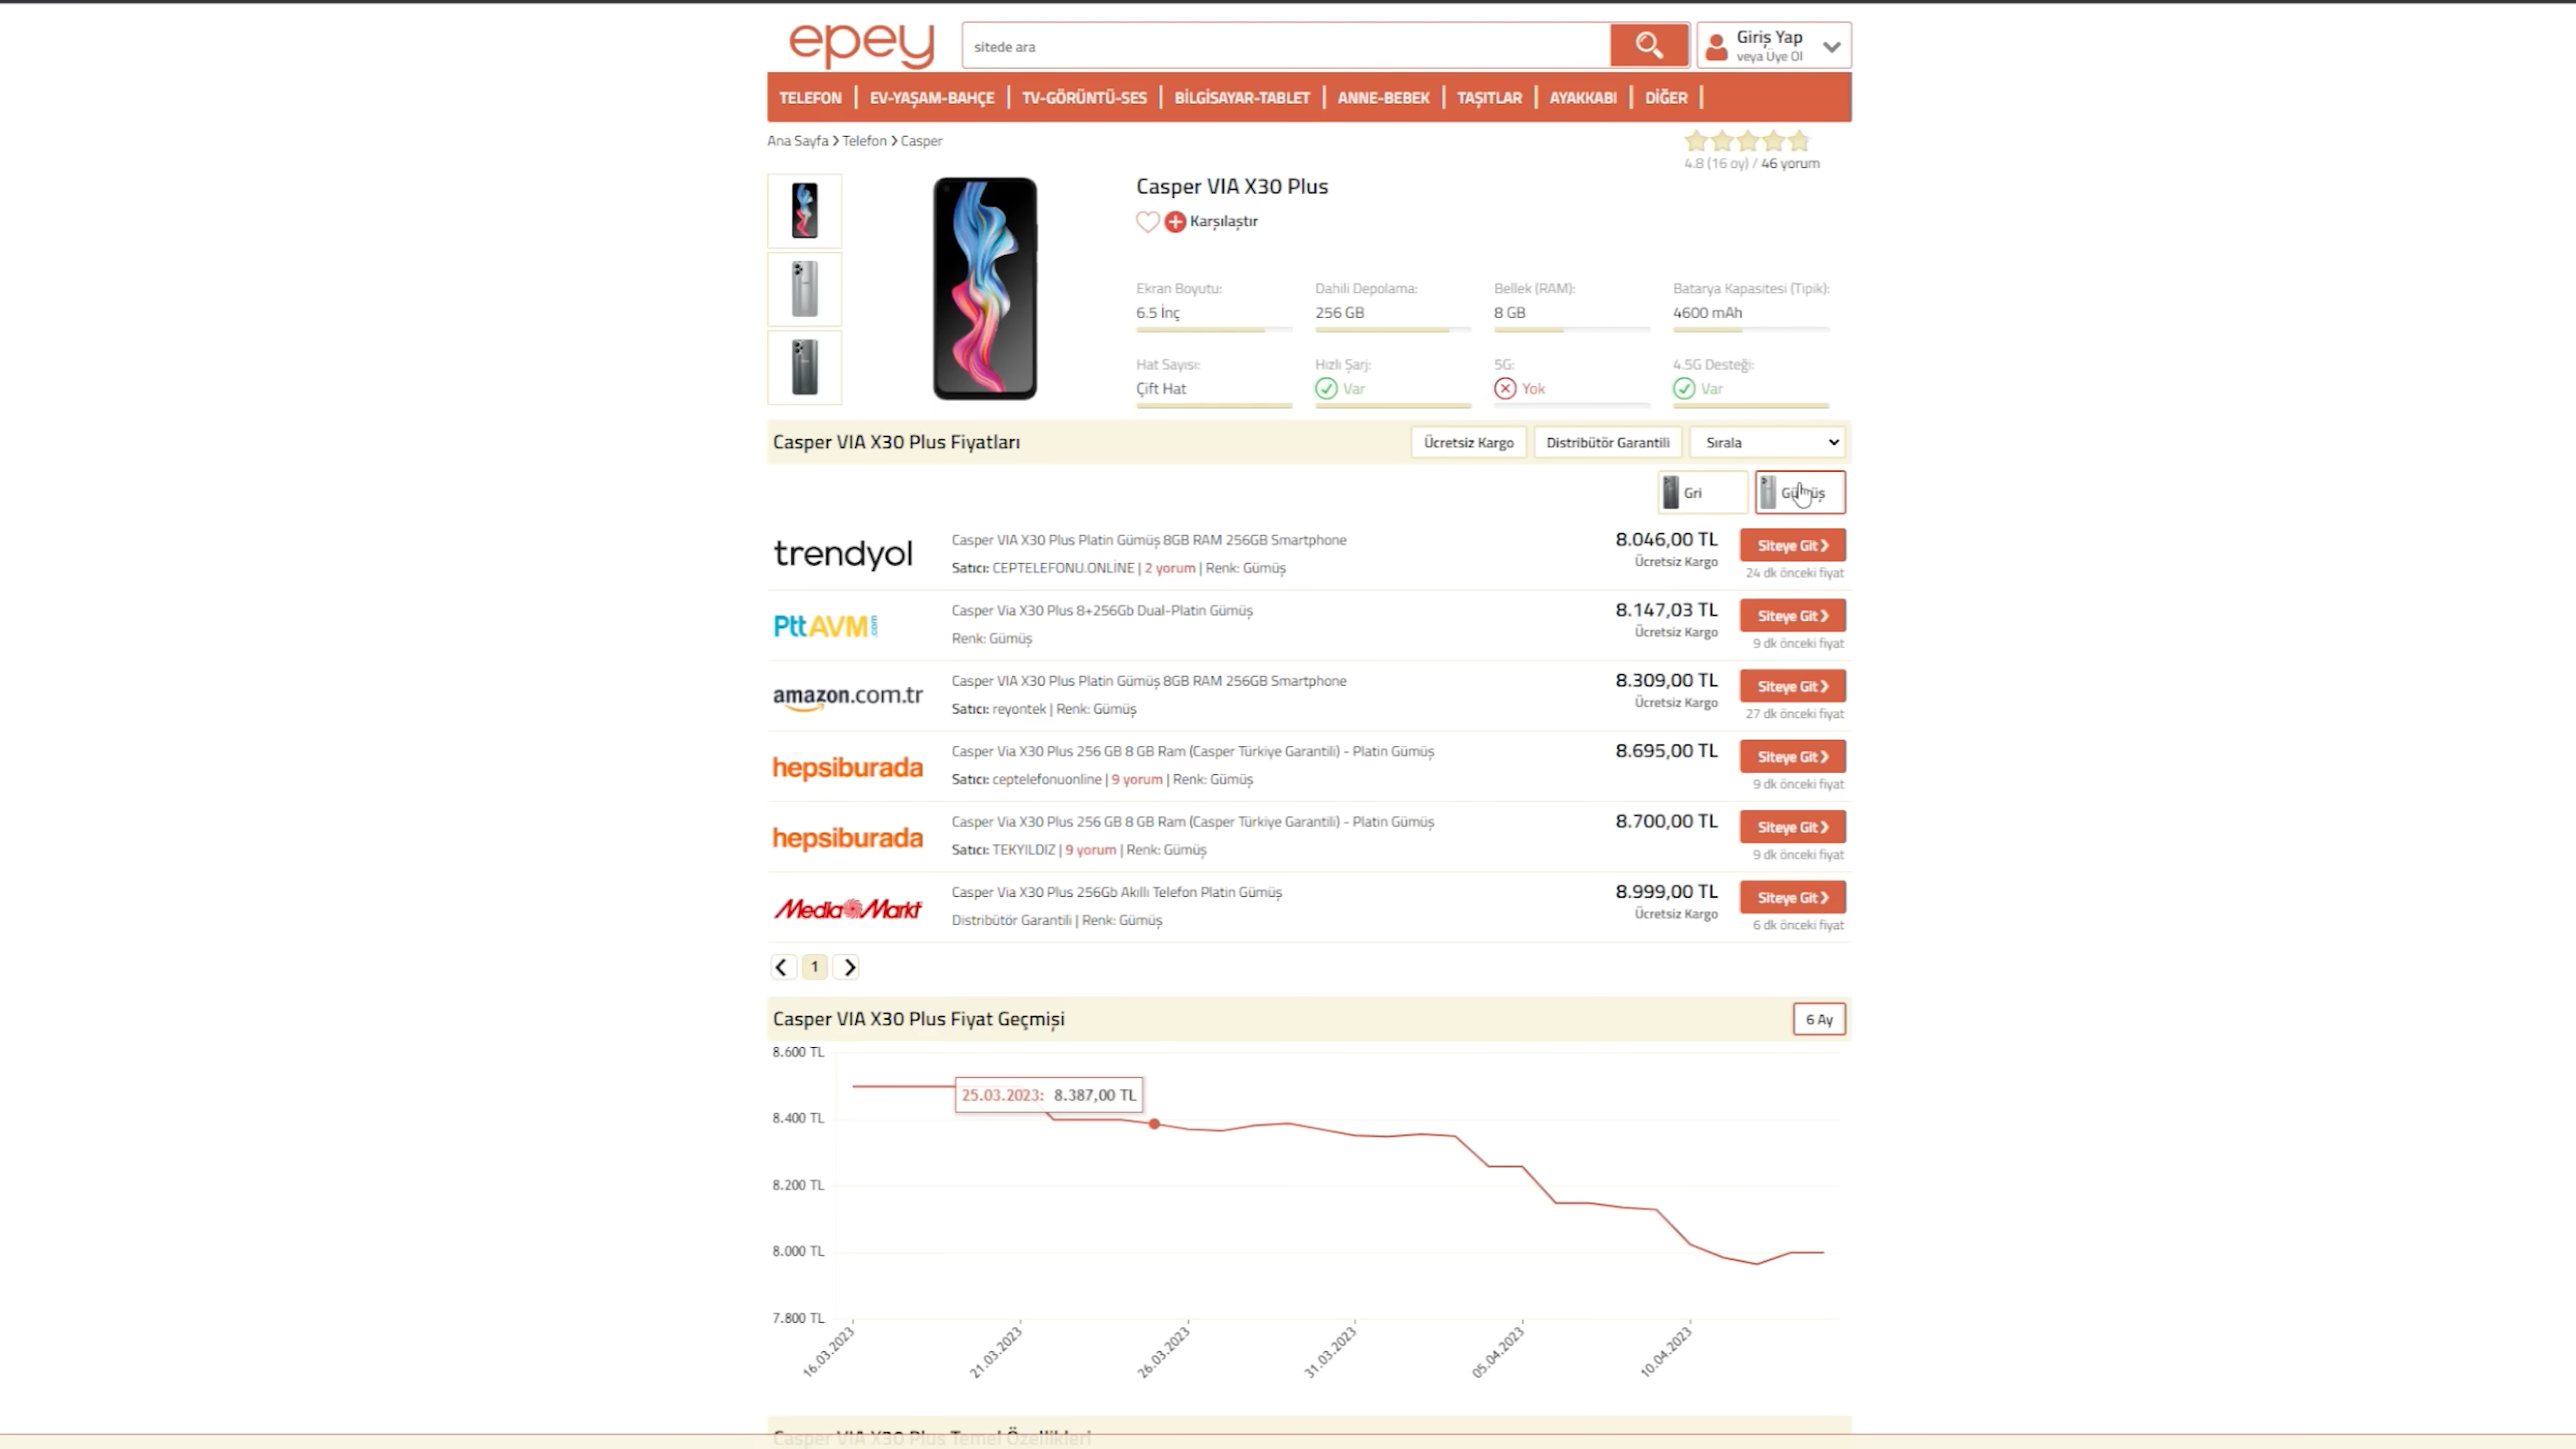 epey
sitede ara
Giriş Yap
veya Üye Ol
TELEFON | EV-YAŞAM-BAHÇE | TV-GÖRÜNTÜ-SES | BİLGİSAYAR-TABLET | ANNE-BEBEK | TAŞITLAR | AYAKKABI | DİĞER |
Ana Sayfa > Telefon > Casper
4.8 (16 oy) / 46 yorum
Casper VIA X30 Plus
Karşılaştır
Ekran Boyutu: Dahili Depolama: Bellek (RAM): Batarya Kapasitesi (Tipik):
6.5 İnç 256 GB 8 GB 4600 mAh
Hat Sayısı: Hızlı Şarj: 5G: 4.5G Desteği:
Çift Hat Var Yok Var
Casper VIA X30 Plus Fiyatları Ücretsiz Kargo Distribütör Garantili Sırala
Gri Gümüş
trendyol
Casper VIA X30 Plus Platin Gümüş 8GB RAM 256GB Smartphone 8.046,00 TL Siteye Git >
Satıcı: CEPTELEFONU.ONLİNE | 2 yorum | Renk: Gümüş Ücretsiz Kargo 24 dk önceki fiyat
PttAVM.com
Casper Via X30 Plus 8+256Gb Dual-Platin Gümüş 8.147,03 TL Siteye Git >
Renk: Gümüş Ücretsiz Kargo 9 dk önceki fiyat
amazon.com.tr
Casper VIA X30 Plus Platin Gümüş 8GB RAM 256GB Smartphone 8.309,00 TL Siteye Git >
Satıcı: reyontek | Renk: Gümüş Ücretsiz Kargo 27 dk önceki fiyat
hepsiburada
Casper Via X30 Plus 256 GB 8 GB Ram (Casper Türkiye Garantili) - Platin Gümüş 8.695,00 TL Siteye Git >
Satıcı: ceptelefonuonline | 9 yorum | Renk: Gümüş 9 dk önceki fiyat
hepsiburada
Casper Via X30 Plus 256 GB 8 GB Ram (Casper Türkiye Garantili) - Platin Gümüş 8.700,00 TL Siteye Git >
Satıcı: TEKYILDIZ | 9 yorum | Renk: Gümüş 9 dk önceki fiyat
Media Markt
Casper Via X30 Plus 256Gb Akıllı Telefon Platin Gümüş 8.999,00 TL Siteye Git >
Distribütör Garantili | Renk: Gümüş Ücretsiz Kargo 6 dk önceki fiyat
1
Casper VIA X30 Plus Fiyat Geçmişi 6 Ay
8.600 TL
25.03.2023: 8.387,00 TL
8.400 TL
8.200 TL
8.000 TL
7.800 TL
16.03.2023 21.03.2023 26.03.2023 31.03.2023 05.04.2023 10.04.2023
Casper VIA X30 Plus Temel Özellikleri